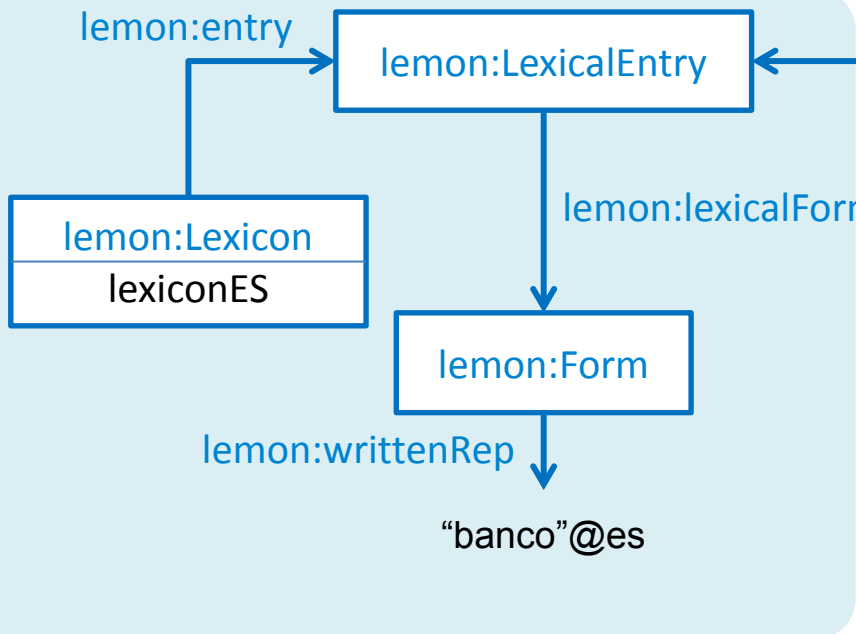 lemon:entry
lemon:LexicalEntry
lemon:lexicalForm
lemon:Lexicon
lexiconES
lemon:Form
lemon:writtenRep
“banco”@es